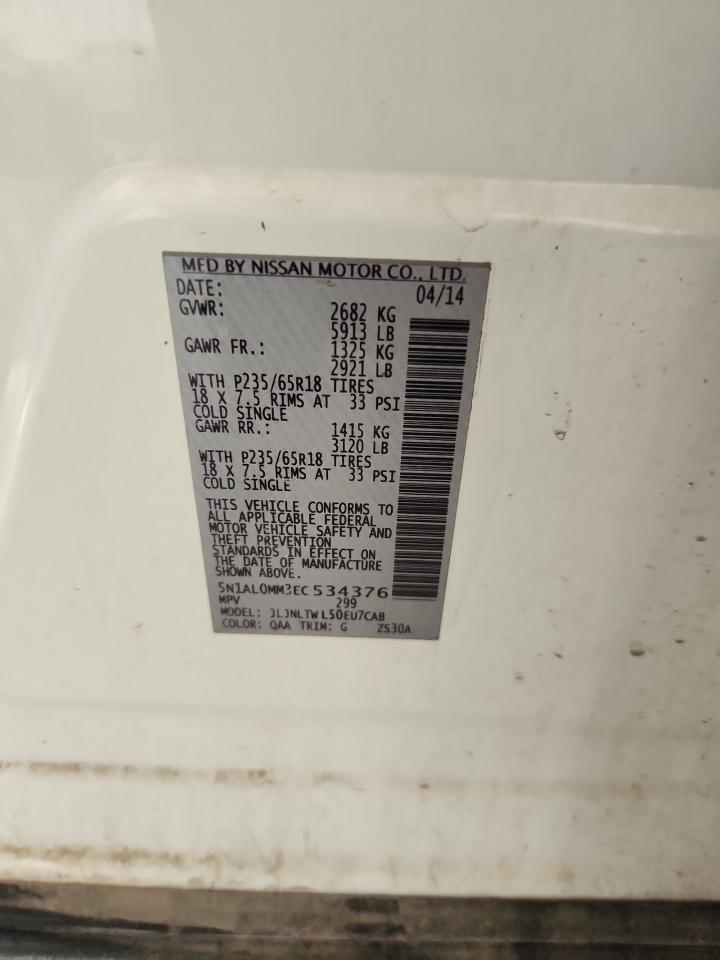 MFD BY NISSAN MOTOR CO., LTD.
DATE: 04/14
GVWR: 2682 KG
5913 LB
GAWR FR.: 1325 KG
2921 LB
WITH P235/65R18 TIRES
18 X 7.5 RIMS AT 33 PSI
COLD SINGLE
GAWR RR.: 1415 KG
3120 LB
WITH P235/65R18 TIRES
18 X 7.5 RIMS AT 33 PSI
COLD SINGLE
THIS VEHICLE CONFORMS TO
ALL APPLICABLE FEDERAL
MOTOR VEHICLE SAFETY AND
THEFT PREVENTION
STANDARDS IN EFFECT ON
THE DATE OF MANUFACTURE
SHOWN ABOVE.
5N1AL0MM3EC534376
MPV 299
MODEL: JLJNLTWL50EU7CAB
COLOR: QAA TRIM: G ZS30A